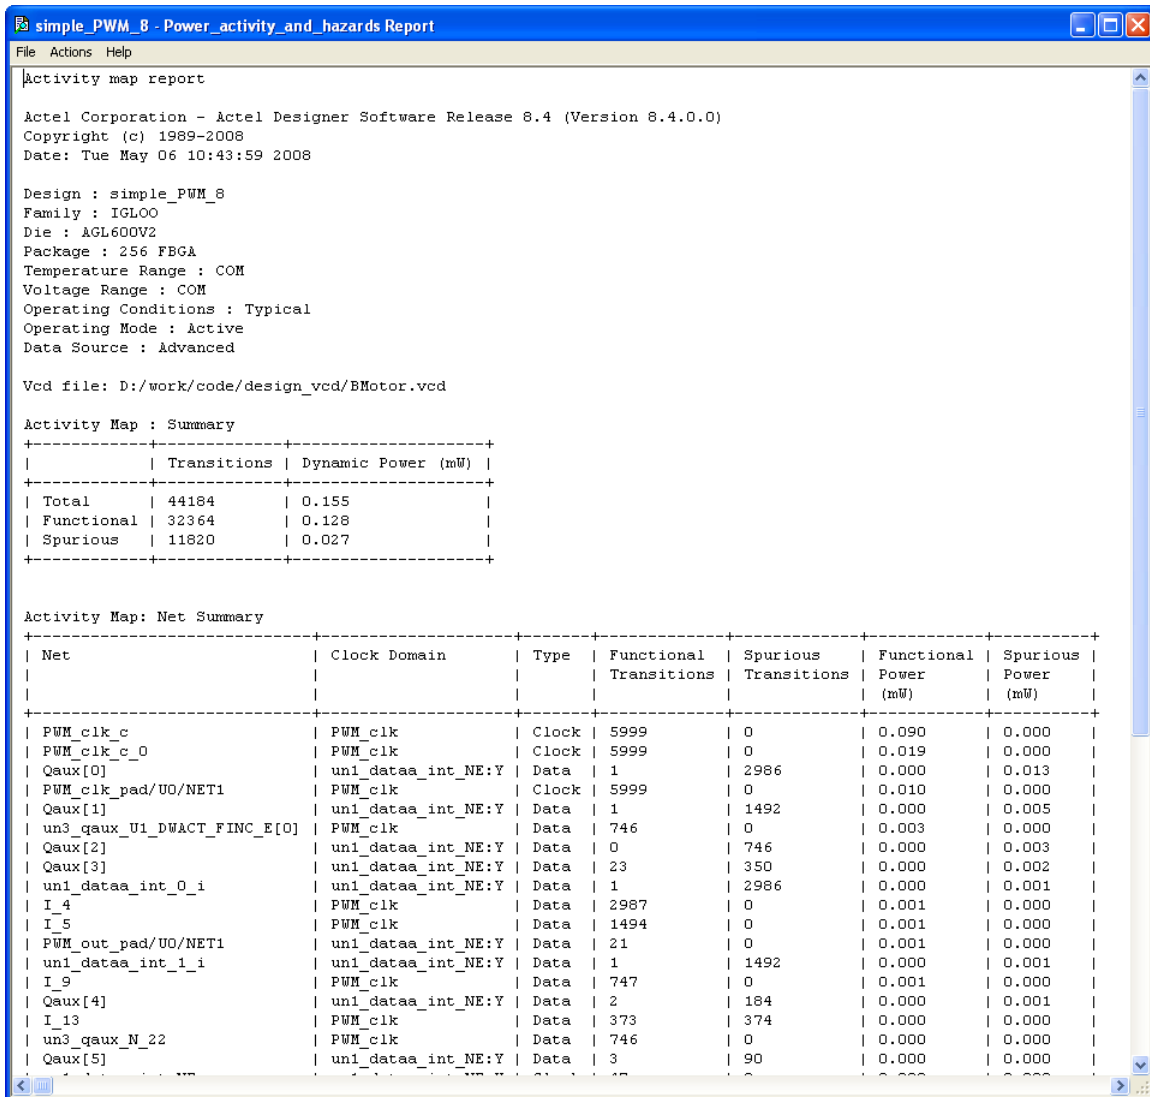 simple_PWM_8 - Power_activity_and_hazards Report
File Actions Help
Activity map report
Actel Corporation - Actel Designer Software Release 8.4 (Version 8.4.0.0)
Copyright (c) 1989-2008
Date: Tue May 06 10:43:59 2008
Design : simple_PWM_8
Family : IGLOO
Die : AGL600V2
Package : 256 FBGA
Temperature Range : COM
Voltage Range : COM
Operating Conditions : Typical
Operating Mode : Active
Data Source : Advanced
Vcd file: D:/work/code/design_vcd/BMotor.vcd
Activity Map : Summary
+------------+-------------+--------------------+
| | Transitions | Dynamic Power (mW) |
+------------+-------------+--------------------+
| Total | 44184 | 0.155 |
| Functional | 32364 | 0.128 |
| Spurious | 11820 | 0.027 |
+------------+-------------+--------------------+
Activity Map: Net Summary
+-----------------------------+--------------------+-------+-------------+-------------+------------+----------+
| Net | Clock Domain | Type | Functional | Spurious | Functional | Spurious |
| | | | Transitions | Transitions | Power | Power |
| | | | | | (mW) | (mW) |
+-----------------------------+--------------------+-------+-------------+-------------+------------+----------+
| PWM_clk_c | PWM_clk | Clock | 5999 | 0 | 0.090 | 0.000 |
| PWM_clk_c_0 | PWM_clk | Clock | 5999 | 0 | 0.019 | 0.000 |
| Qaux[0] | un1_dataa_int_NE:Y | Data | 1 | 2986 | 0.000 | 0.013 |
| PWM_clk_pad/U0/NET1 | PWM_clk | Clock | 5999 | 0 | 0.010 | 0.000 |
| Qaux[1] | un1_dataa_int_NE:Y | Data | 1 | 1492 | 0.000 | 0.005 |
| un3_qaux_U1_DWACT_FINC_E[0] | PWM_clk | Data | 746 | 0 | 0.003 | 0.000 |
| Qaux[2] | un1_dataa_int_NE:Y | Data | 0 | 746 | 0.000 | 0.003 |
| Qaux[3] | un1_dataa_int_NE:Y | Data | 23 | 350 | 0.000 | 0.002 |
| un1_dataa_int_0_i | un1_dataa_int_NE:Y | Data | 1 | 2986 | 0.000 | 0.001 |
| I_4 | PWM_clk | Data | 2987 | 0 | 0.001 | 0.000 |
| I_5 | PWM_clk | Data | 1494 | 0 | 0.001 | 0.000 |
| PWM_out_pad/U0/NET1 | un1_dataa_int_NE:Y | Data | 21 | 0 | 0.001 | 0.000 |
| un1_dataa_int_1_i | un1_dataa_int_NE:Y | Data | 1 | 1492 | 0.000 | 0.001 |
| I_9 | PWM_clk | Data | 747 | 0 | 0.001 | 0.000 |
| Qaux[4] | un1_dataa_int_NE:Y | Data | 2 | 184 | 0.000 | 0.001 |
| I_13 | PWM_clk | Data | 373 | 374 | 0.000 | 0.000 |
| un3_qaux_N_22 | PWM_clk | Data | 746 | 0 | 0.000 | 0.000 |
| Qaux[5] | un1_dataa_int_NE:Y | Data | 3 | 90 | 0.000 | 0.000 |